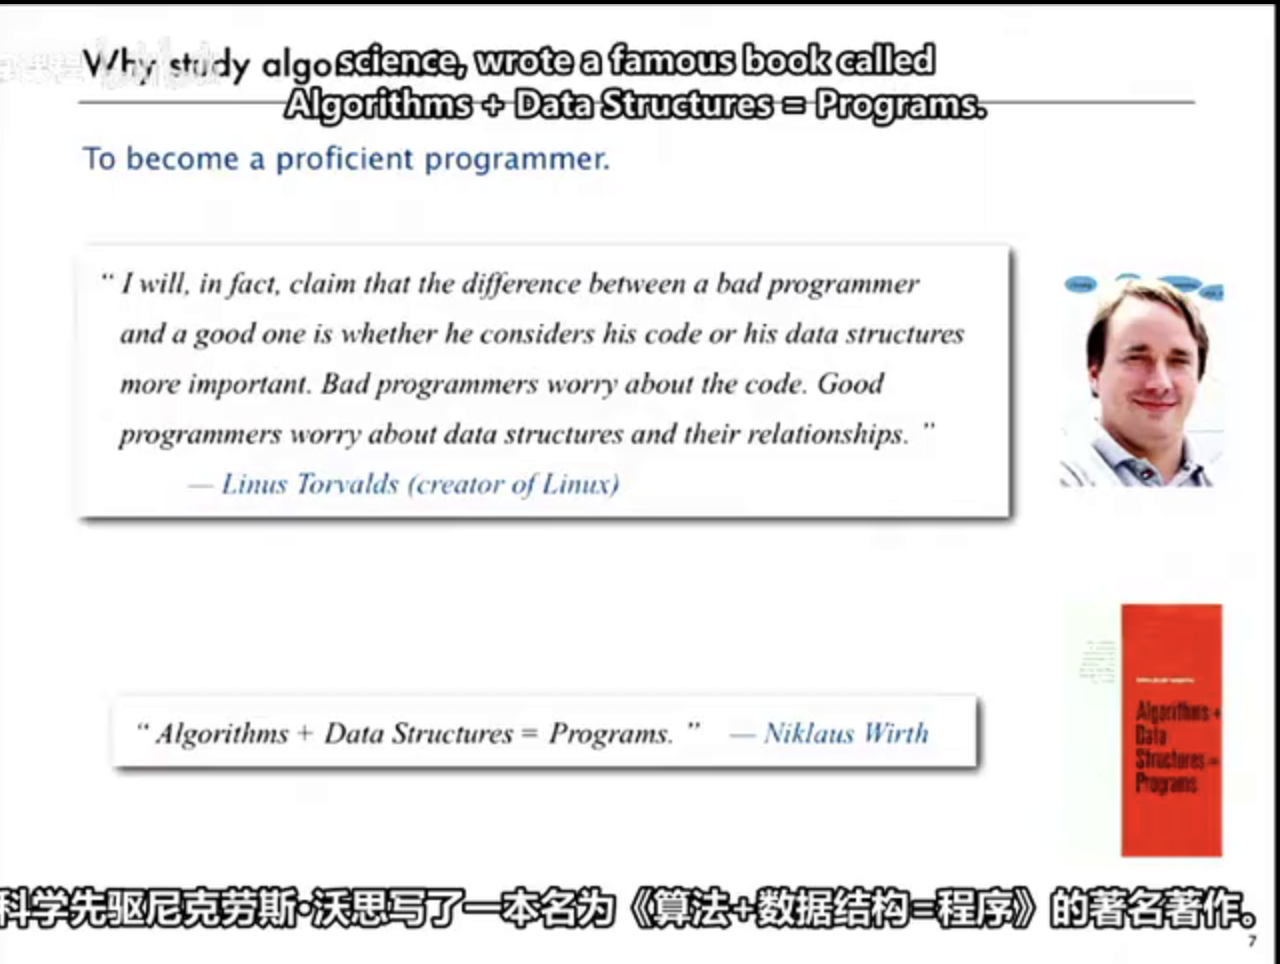 Why study algo
science, wrote a famous book called
Algorithms + Data Structures = Programs.
To become a proficient programmer.
“ I will, in fact, claim that the difference between a bad programmer
and a good one is whether he considers his code or his data structures
more important. Bad programmers worry about the code. Good
programmers worry about data structures and their relationships. ”
— Linus Torvalds (creator of Linux)
“ Algorithms + Data Structures = Programs. ” — Niklaus Wirth
Algorithms +
Data
Structures =
Programs
科学先驱尼克劳斯·沃思写了一本名为《算法+数据结构=程序》的著名著作。
7